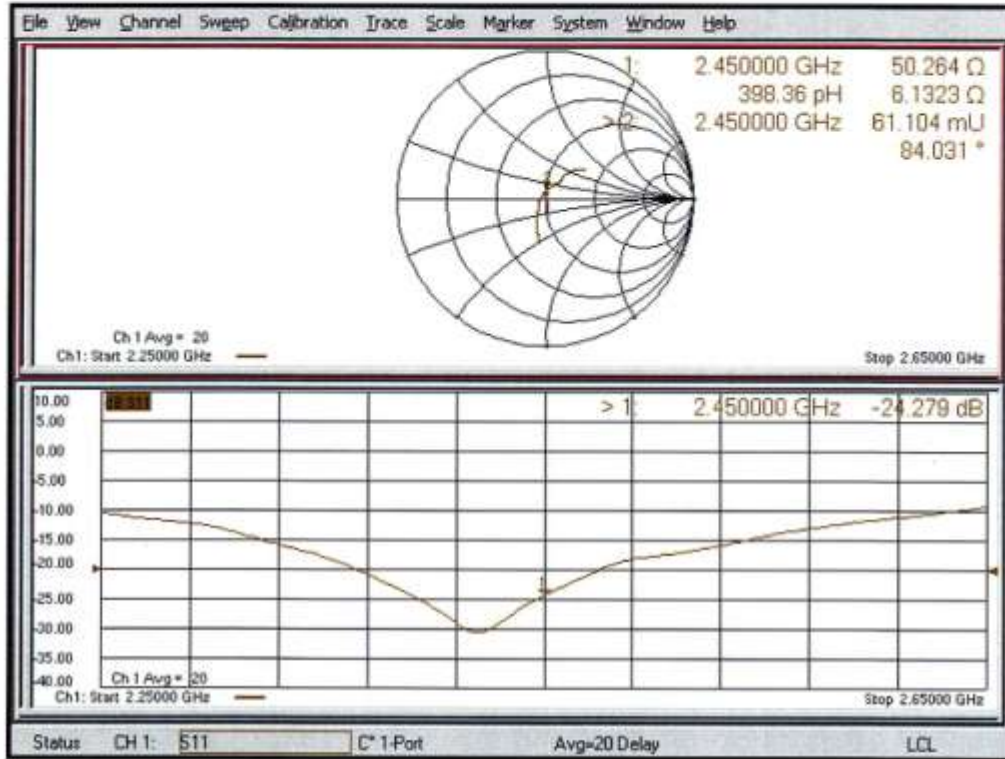 File View Channel Sweep Calibration Trace Scale Marker System Window Help
1: 2.450000 GHz 50.264 Ω
398.36 pH 6.1323 Ω
> 2: 2.450000 GHz 61.104 mU
84.031 °
Ch 1 Avg = 20
Ch1: Start 2.25000 GHz Stop 2.65000 GHz
10.00
> 1: 2.450000 GHz -24.279 dB
5.00
0.00
-5.00
-10.00
-15.00
-20.00
1
-25.00
-30.00
-35.00
-40.00
Ch 1 Avg = 20
Ch1: Start 2.25000 GHz Stop 2.65000 GHz
Status CH 1: S11 C* 1-Port Avg=20 Delay LCL